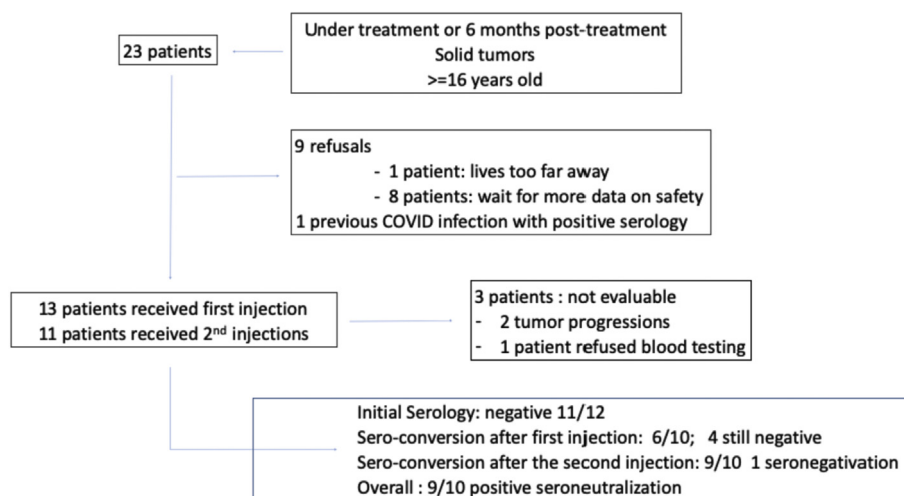 23 patients
Under treatment or 6 months post-treatment
Solid tumors
>=16 years old
9 refusals
- 1 patient: lives too far away
- 8 patients: wait for more data on safety
1 previous COVID infection with positive serology
13 patients received first injection
11 patients received 2nd injections
3 patients : not evaluable
- 2 tumor progressions
- 1 patient refused blood testing
Initial Serology: negative 11/12
Sero-conversion after first injection: 6/10; 4 still negative
Sero-conversion after the second injection: 9/10 1 seronegativation
Overall : 9/10 positive seroneutralization